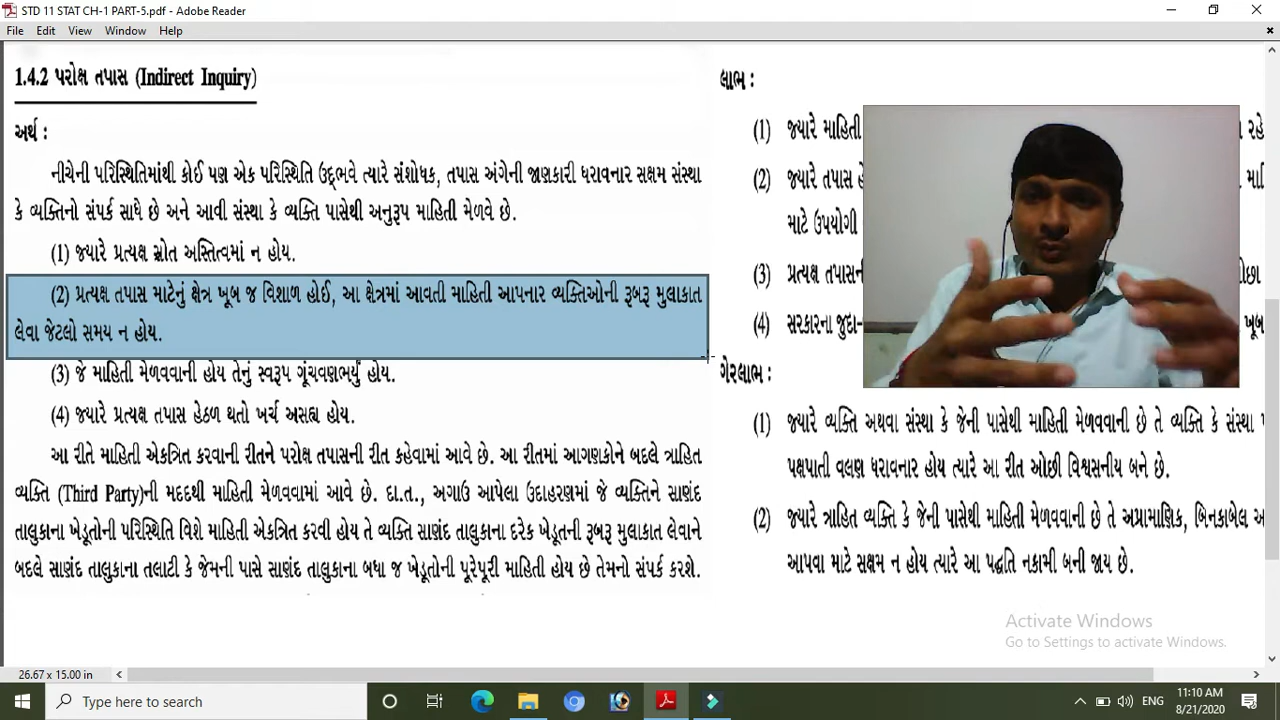 STD 11 STAT CH-1 PART-5.pdf - Adobe Reader
File Edit View Window Help
1.4.2 પરોક્ષ તપાસ (Indirect Inquiry)
અર્થ :
નીચેની પરિસ્થિતિમાંથી કોઈ પણ એક પરિસ્થિતિ ઉદ્ભવે ત્યારે સંશોધક, તપાસ અંગેની જાણકારી ધરાવનાર સક્ષમ સંસ્થા
કે વ્યક્તિનો સંપર્ક સાધે છે અને આવી સંસ્થા કે વ્યક્તિ પાસેથી અનુરૂપ માહિતી મેળવે છે.
(1) જ્યારે પ્રત્યક્ષ સ્રોત અસ્તિત્વમાં ન હોય.
(2) પ્રત્યક્ષ તપાસ માટેનું ક્ષેત્ર ખૂબ જ વિશાળ હોઈ, આ ક્ષેત્રમાં આવતી માહિતી આપનાર વ્યક્તિઓની રૂબરૂ મુલાકાત
લેવા જેટલો સમય ન હોય.
(3) જે માહિતી મેળવવાની હોય તેનું સ્વરૂપ ગૂંચવણભર્યું હોય.
(4) જ્યારે પ્રત્યક્ષ તપાસ હેઠળ થતો ખર્ચ અસહ્ય હોય.
આ રીતે માહિતી એકત્રિત કરવાની રીતને પરોક્ષ તપાસની રીત કહેવામાં આવે છે. આ રીતમાં આગણકોને બદલે ત્રાહિત
વ્યક્તિ (Third Party)ની મદદથી માહિતી મેળવવામાં આવે છે. દા.ત., અગાઉ આપેલા ઉદાહરણમાં જે વ્યક્તિને સાણંદ
તાલુકાના ખેડૂતોની પરિસ્થિતિ વિશે માહિતી એકત્રિત કરવી હોય તે વ્યક્તિ સાણંદ તાલુકાના દરેક ખેડૂતની રૂબરૂ મુલાકાત લેવાને
બદલે સાણંદ તાલુકાના તલાટી કે જેમની પાસે સાણંદ તાલુકાના બધા જ ખેડૂતોની પૂરેપૂરી માહિતી હોય છે તેમનો સંપર્ક કરશે.
લાભ :
(1) જ્યારે માહિતી
(2) જ્યારે તપાસ
માટે ઉપયોગી
(3) પ્રત્યક્ષ તપાસની
(4) સરકારના જુદા-
ગેરલાભ :
(1) જ્યારે વ્યક્તિ અથવા સંસ્થા કે જેની પાસેથી માહિતી મેળવવાની છે તે વ્યક્તિ કે સંસ્થા
પક્ષપાતી વલણ ધરાવનાર હોય ત્યારે આ રીત ઓછી વિશ્વસનીય બને છે.
(2) જ્યારે ત્રાહિત વ્યક્તિ કે જેની પાસેથી માહિતી મેળવવાની છે તે અપ્રામાણિક, બિનકાબેલ
આપવા માટે સક્ષમ ન હોય ત્યારે આ પદ્ધતિ નકામી બની જાય છે.
Activate Windows
Go to Settings to activate Windows.
26.67 x 15.00 in
Type here to search
ENG
11:10 AM
8/21/2020